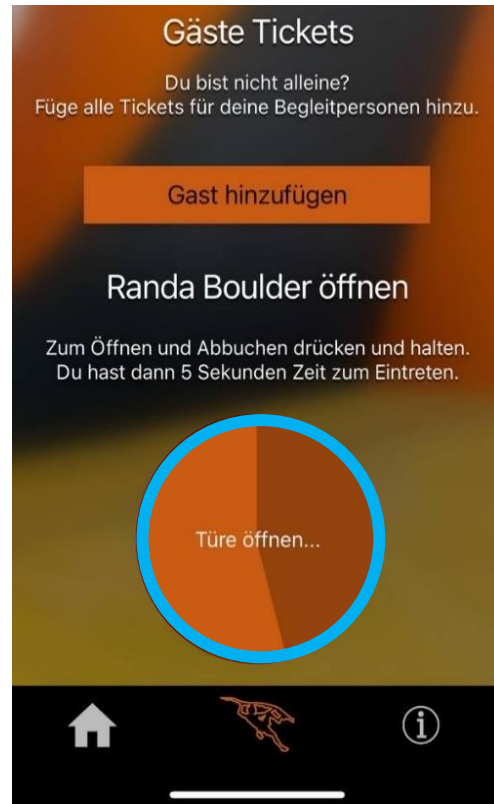 Gäste Tickets
Du bist nicht alleine?
Füge alle Tickets für deine Begleitpersonen hinzu.
Gast hinzufügen
Randa Boulder öffnen
Zum Öffnen und Abbuchen drücken und halten.
Du hast dann 5 Sekunden Zeit zum Eintreten.
Türe öffnen...